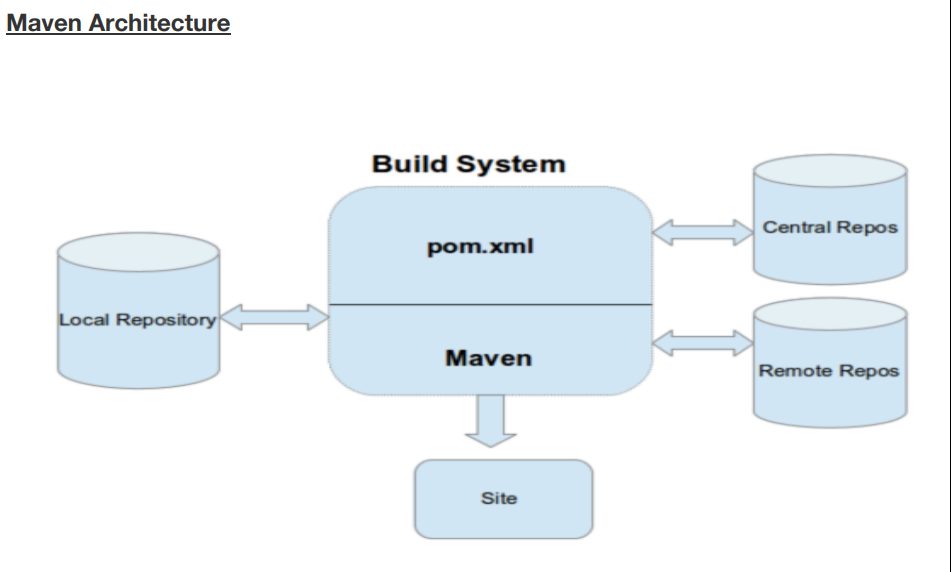 Maven Architecture
Build System
pom.xml
Central Repos
Local Repository
Maven
Remote Repos
Site